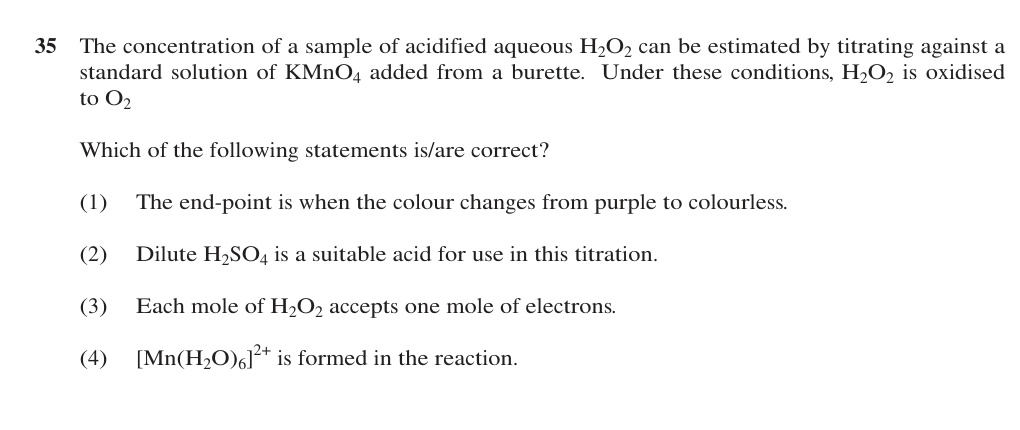 35 The concentration of a sample of acidified aqueous H₂O₂ can be estimated by titrating against a
standard solution of KMnO₄ added from a burette. Under these conditions, H₂O₂ is oxidised
to O₂
Which of the following statements is/are correct?
(1) The end-point is when the colour changes from purple to colourless.
(2) Dilute H₂SO₄ is a suitable acid for use in this titration.
(3) Each mole of H₂O₂ accepts one mole of electrons.
(4) [Mn(H₂O)₆]²⁺ is formed in the reaction.